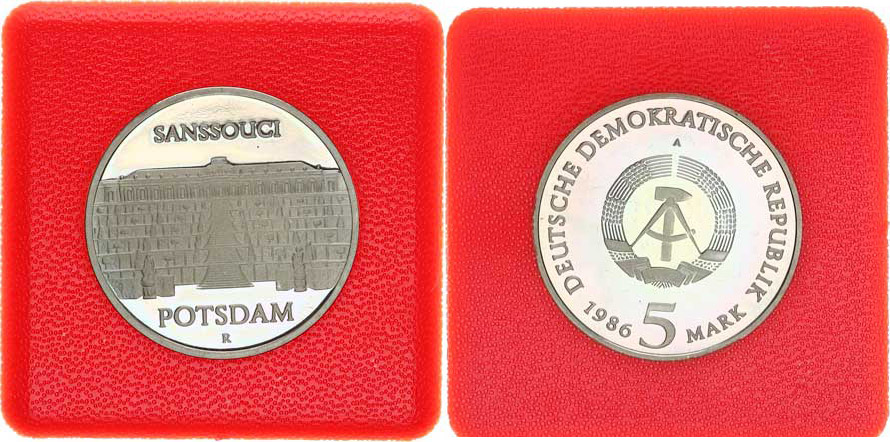 SANSSOUCI
POTSDAM
R
DEUTSCHE DEMOKRATISCHE REPUBLIK
A
1986 5 MARK